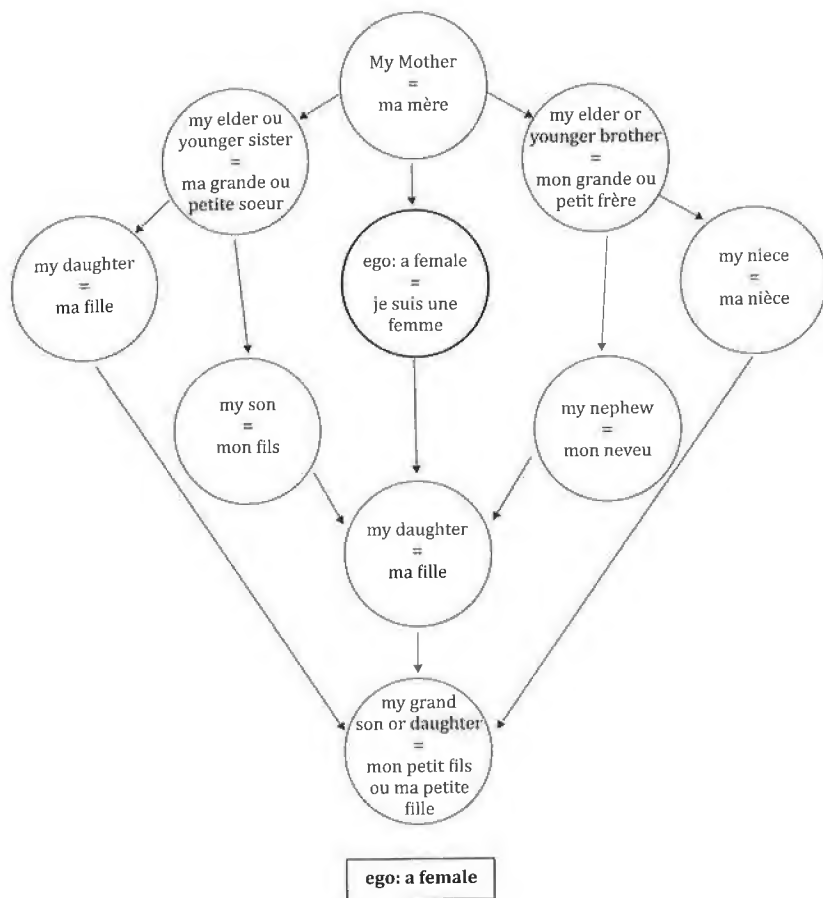 My Mother
=
ma mère
my elder ou
younger sister
=
ma grande ou
petite soeur
my elder or
younger brother
=
mon grande ou
petit frère
my daughter
=
ma fille
ego: a female
=
je suis une
femme
my niece
=
ma nièce
my son
=
mon fils
my nephew
=
mon neveu
my daughter
=
ma fille
my grand
son or daughter
=
mon petit fils
ou ma petite
fille
ego: a female